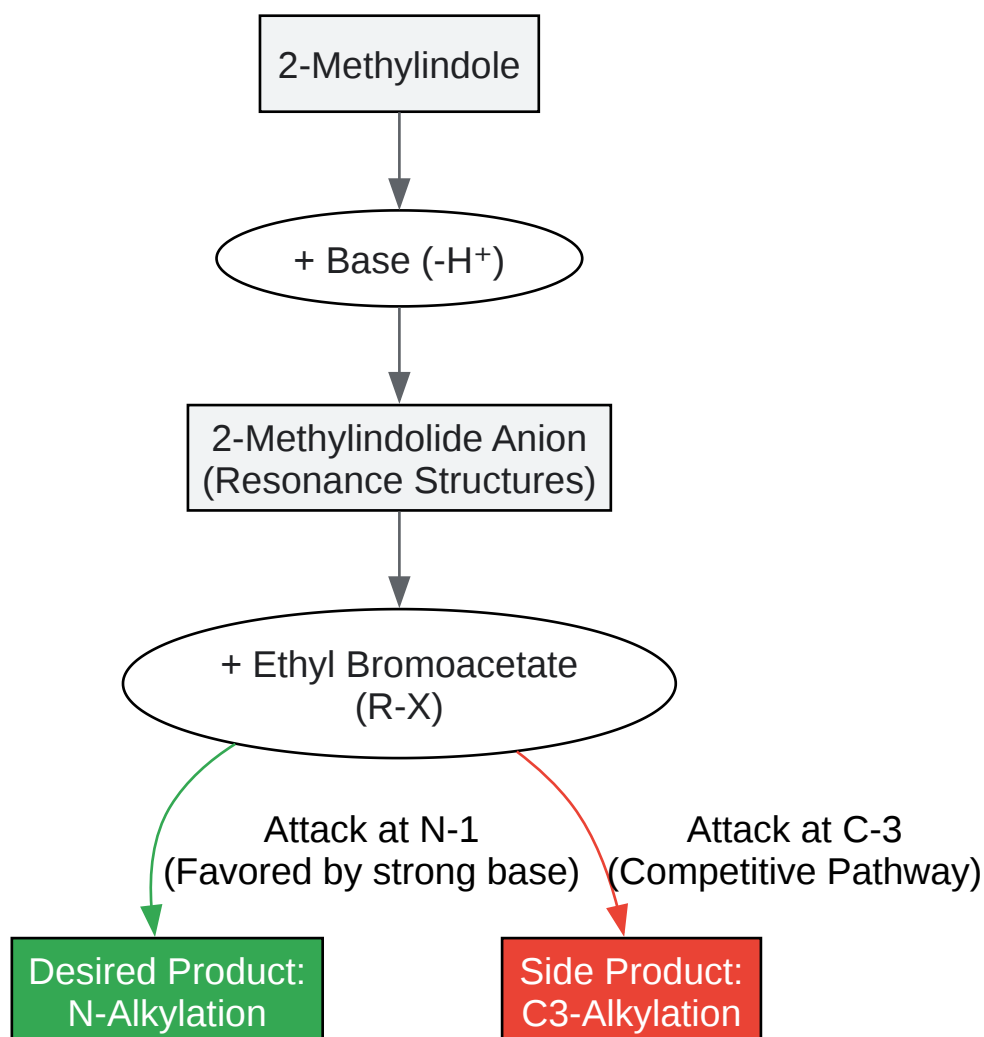 2-Methylindole
+ Base (-H⁺)
2-Methylindolide Anion
(Resonance Structures)
+ Ethyl Bromoacetate
(R-X)
Attack at N-1
(Favored by strong base)
Attack at C-3
(Competitive Pathway)
Desired Product:
N-Alkylation
Side Product:
C3-Alkylation